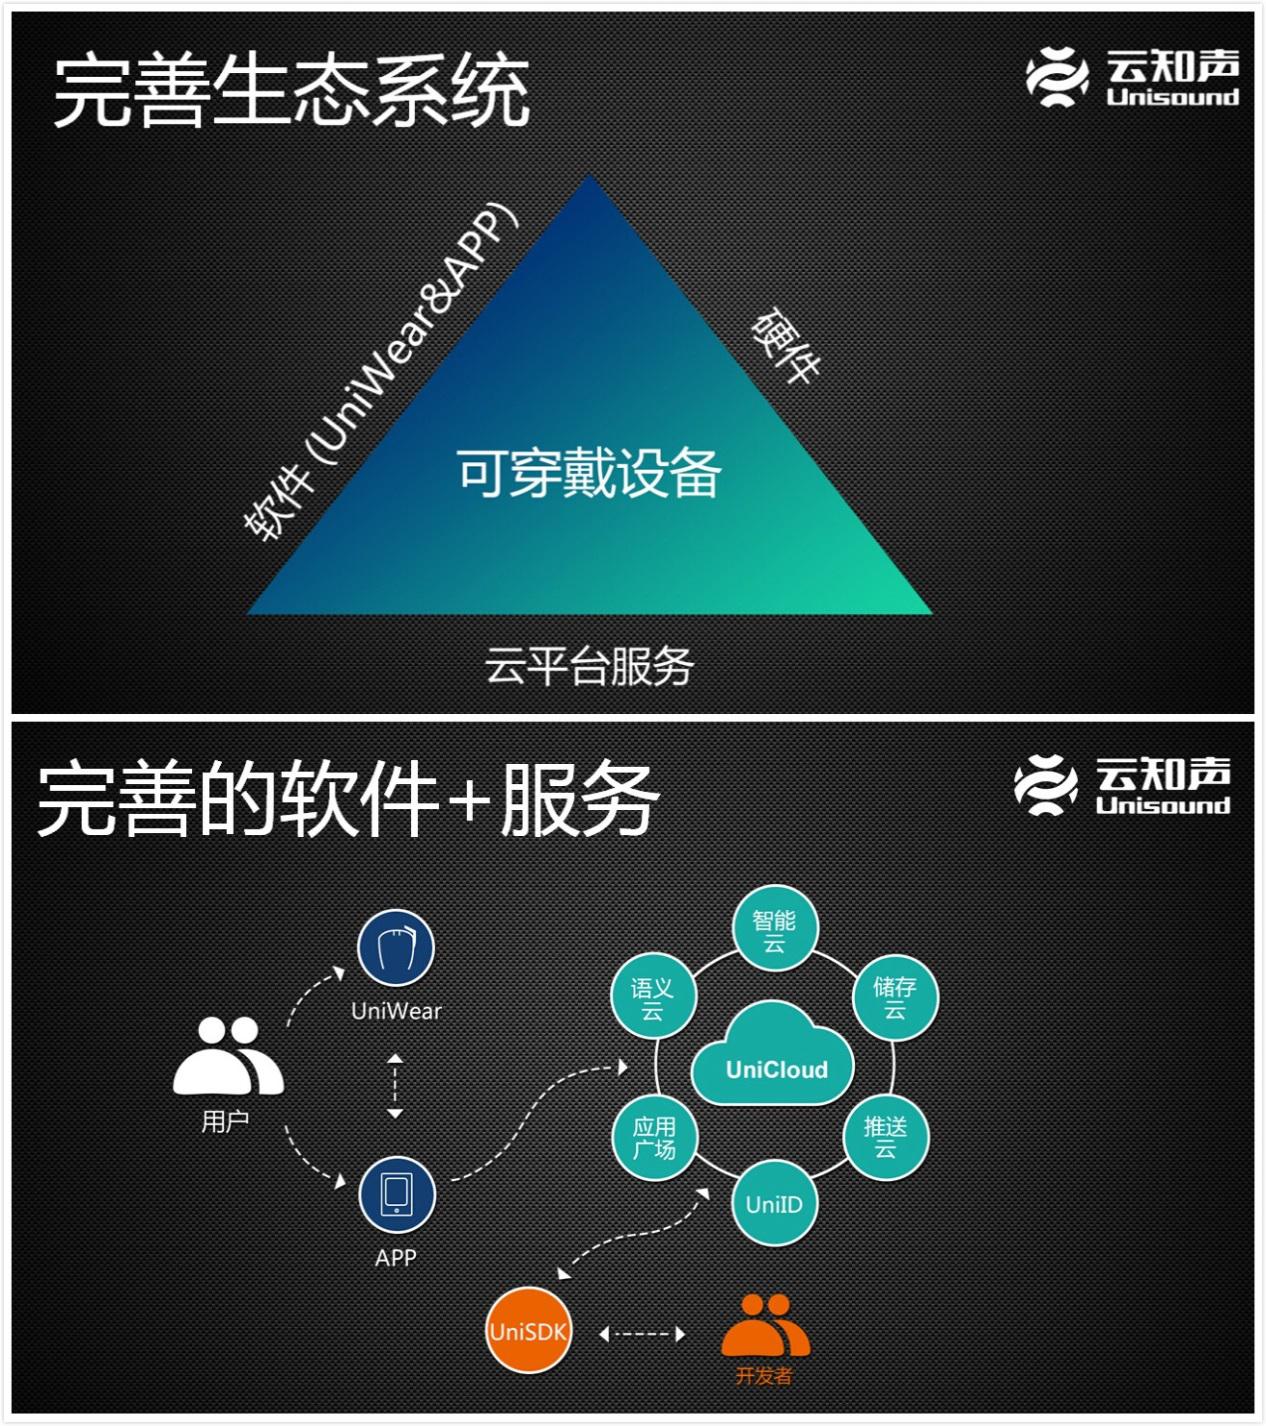 完善生态系统
云知声
Unisound
软件 (UniWear&APP)
硬件
可穿戴设备
云平台服务
完善的软件+服务
云知声
Unisound
智能
云
语义
云
储存
云
UniWear
UniCloud
用户
应用
广场
推送
云
UniID
APP
UniSDK
开发者